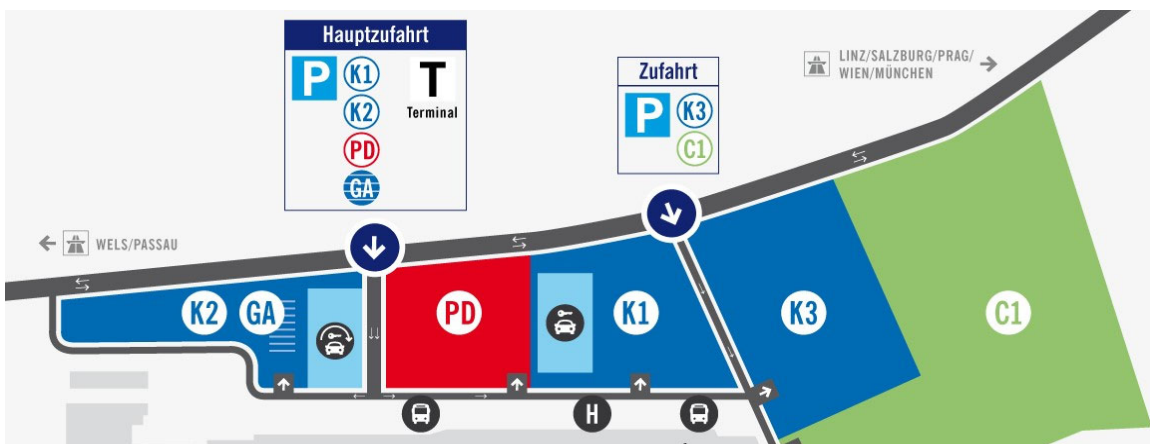 Hauptzufahrt
P
K1
K2
PD
GA
T
Terminal
Zufahrt
P
K3
C1
LINZ/SALZBURG/PRAG/
WIEN/MÜNCHEN
WELS/PASSAU
K2
GA
PD
K1
K3
C1
H